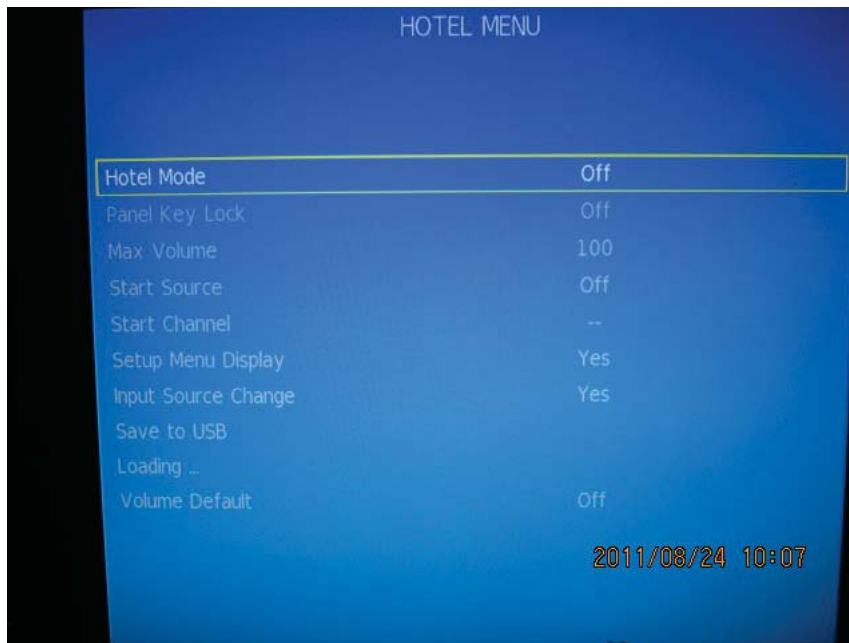 HOTEL MENU
Hotel Mode Off
Panel Key Lock Off
Max Volume 100
Start Source Off
Start Channel --
Setup Menu Display Yes
Input Source Change Yes
Save to USB
Loading ...
Volume Default Off
2011/08/24 10:07